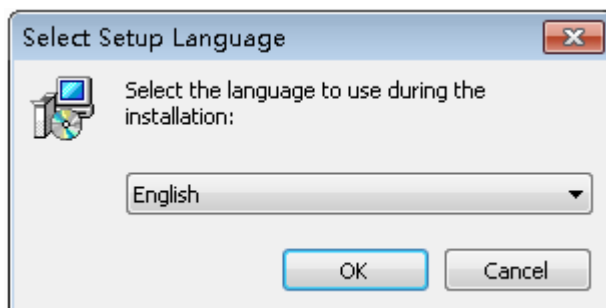 Select Setup Language
Select the language to use during the
installation:
English
OK
Cancel